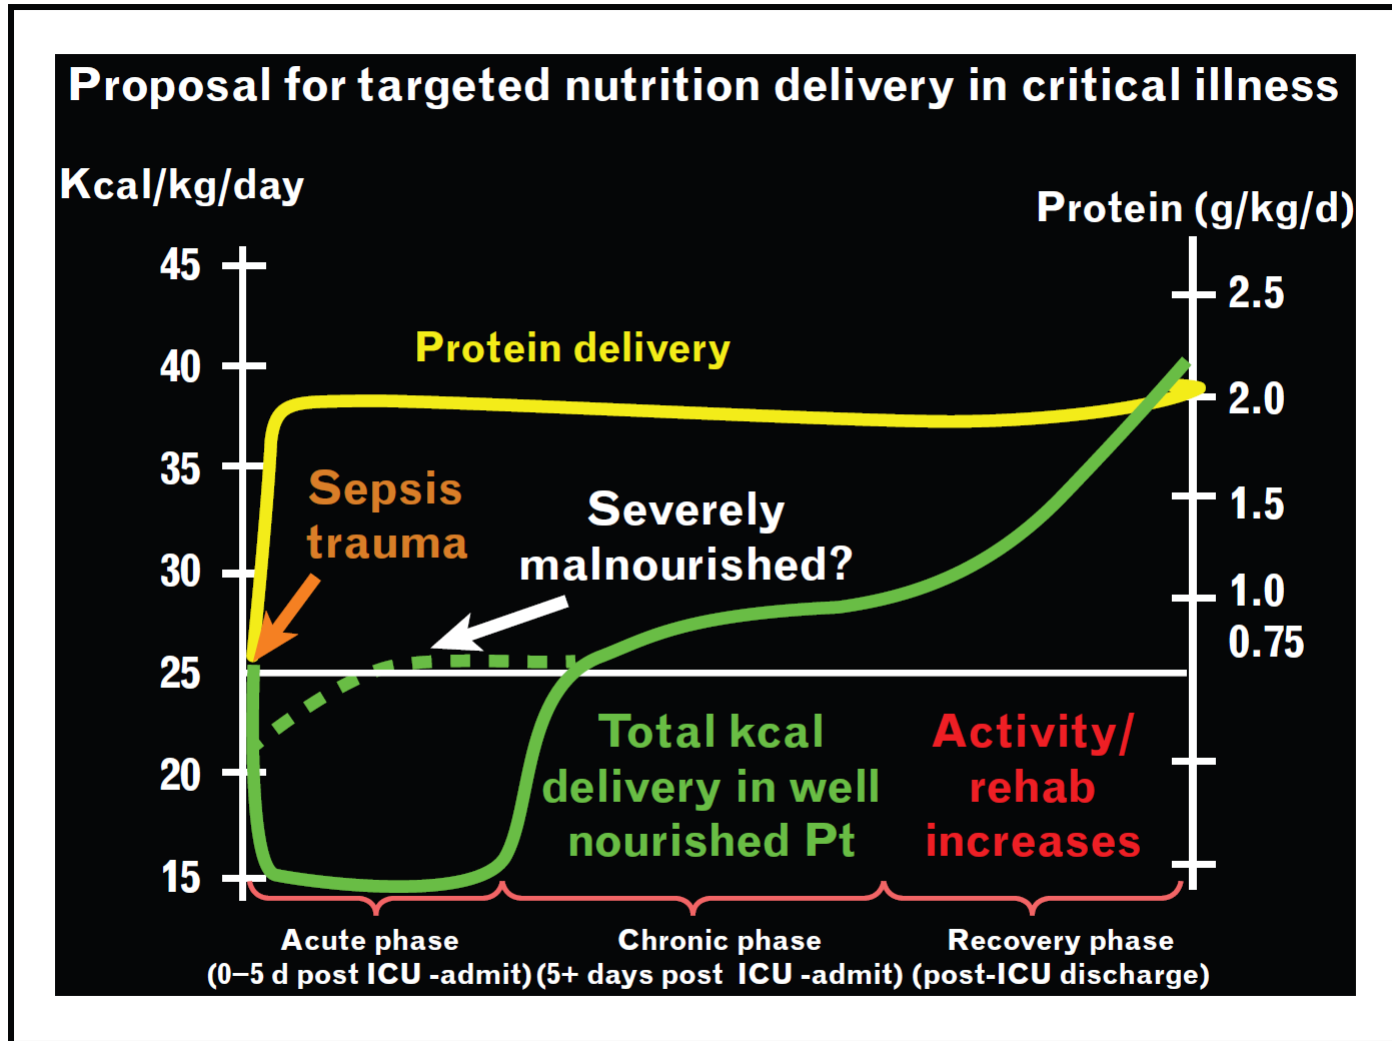 Proposal for targeted nutrition delivery in critical illness
Kcal/kg/day
Protein (g/kg/d)
45
40
35
30
25
20
15
2.5
2.0
1.5
1.0
0.75
Protein delivery
Sepsis
trauma
Severely
malnourished?
Total kcal
delivery in well
nourished Pt
Activity/
rehab
increases
Acute phase
(0–5 d post ICU -admit)
Chronic phase
(5+ days post ICU -admit)
Recovery phase
(post-ICU discharge)